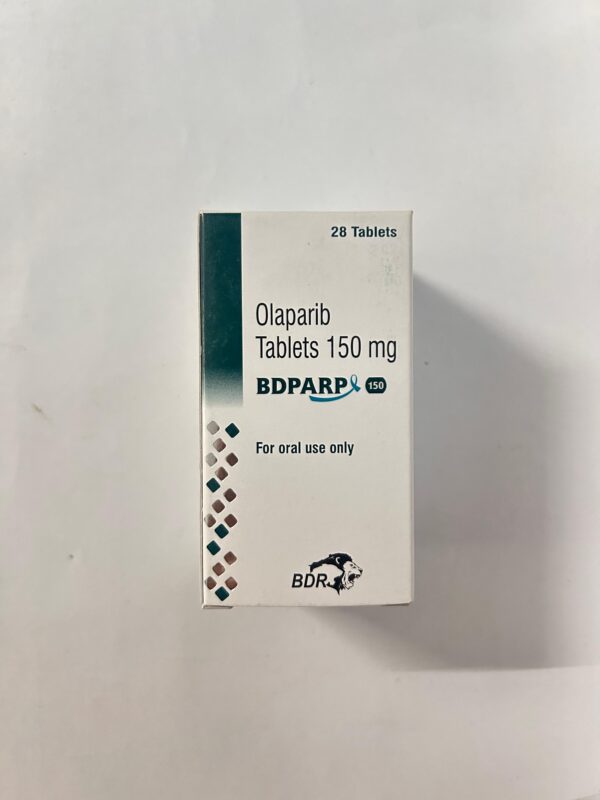 28 Tablets
Olaparib
Tablets 150 mg
BDPARP 150
For oral use only
BDR